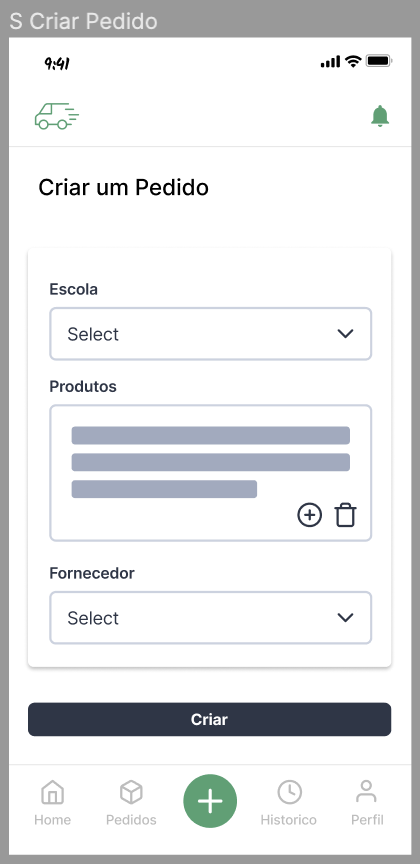 S Criar Pedido
9:41
Criar um Pedido
Escola
Select
Produtos
Fornecedor
Select
Criar
Home Pedidos Historico Perfil